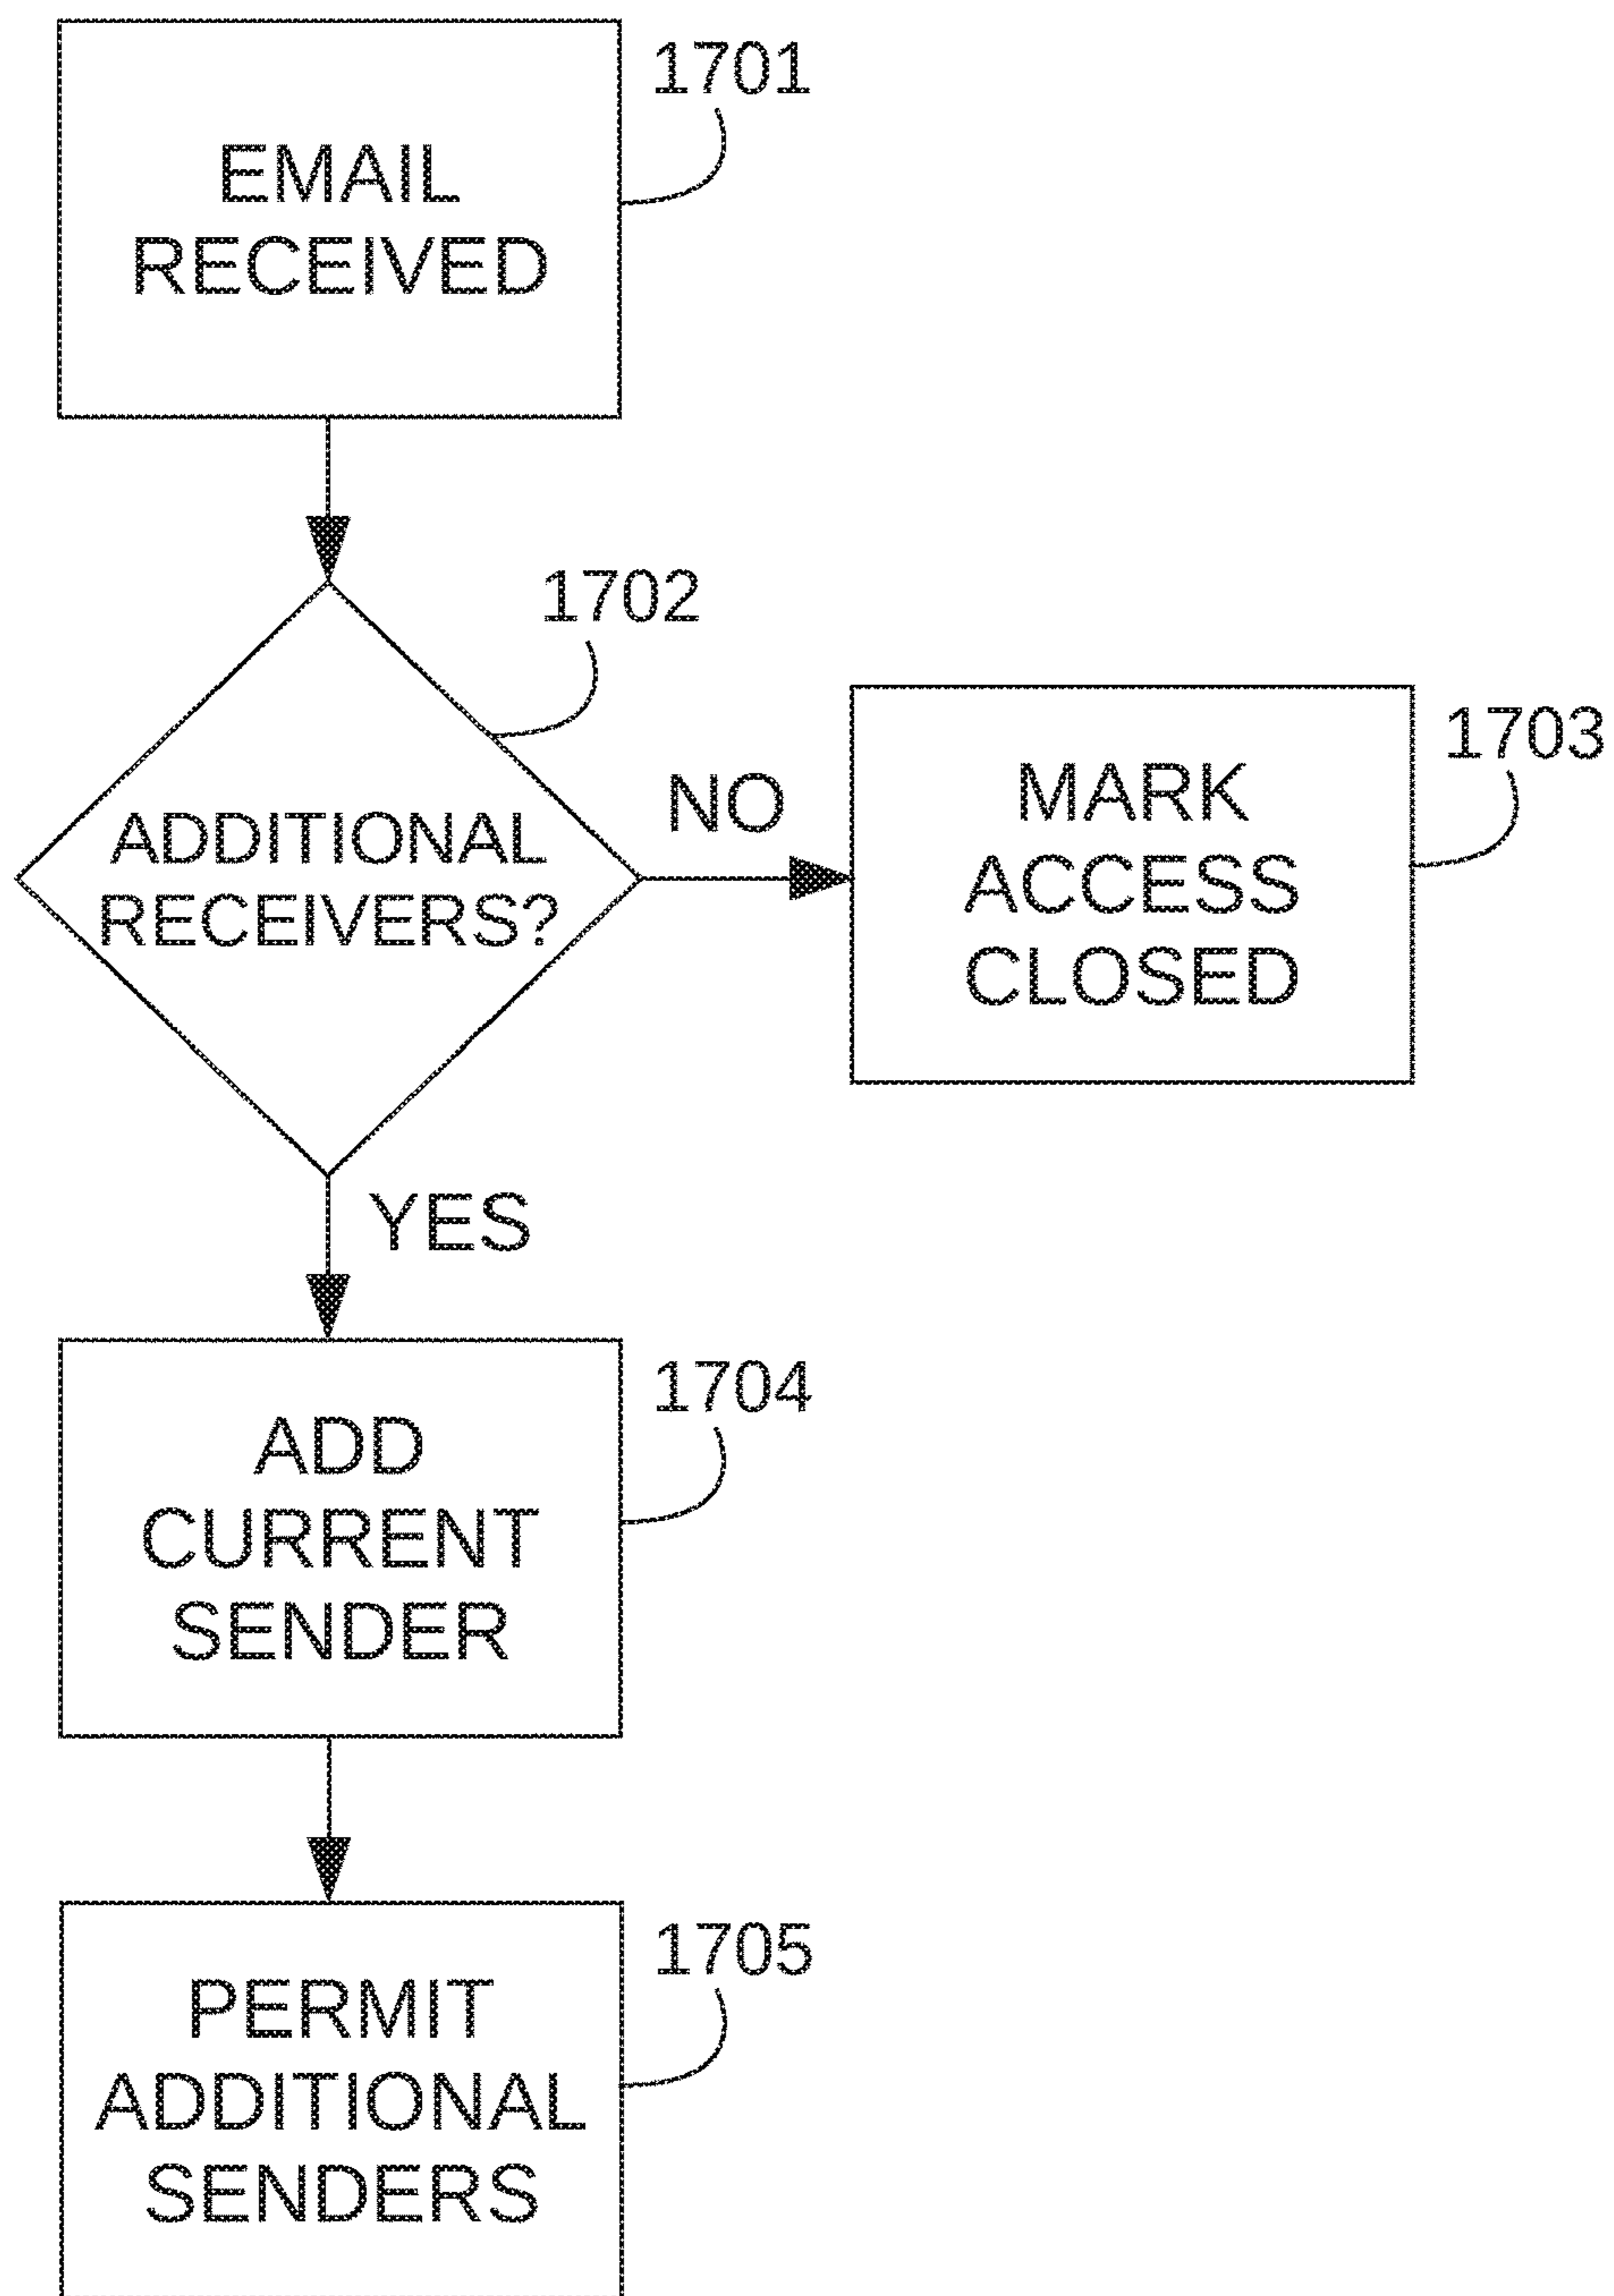 EMAIL
RECEIVED
1701
1702
ADDITIONAL
RECEIVERS?
NO
MARK
ACCESS
CLOSED
1703
YES
ADD
CURRENT
SENDER
1704
PERMIT
ADDITIONAL
SENDERS
1705